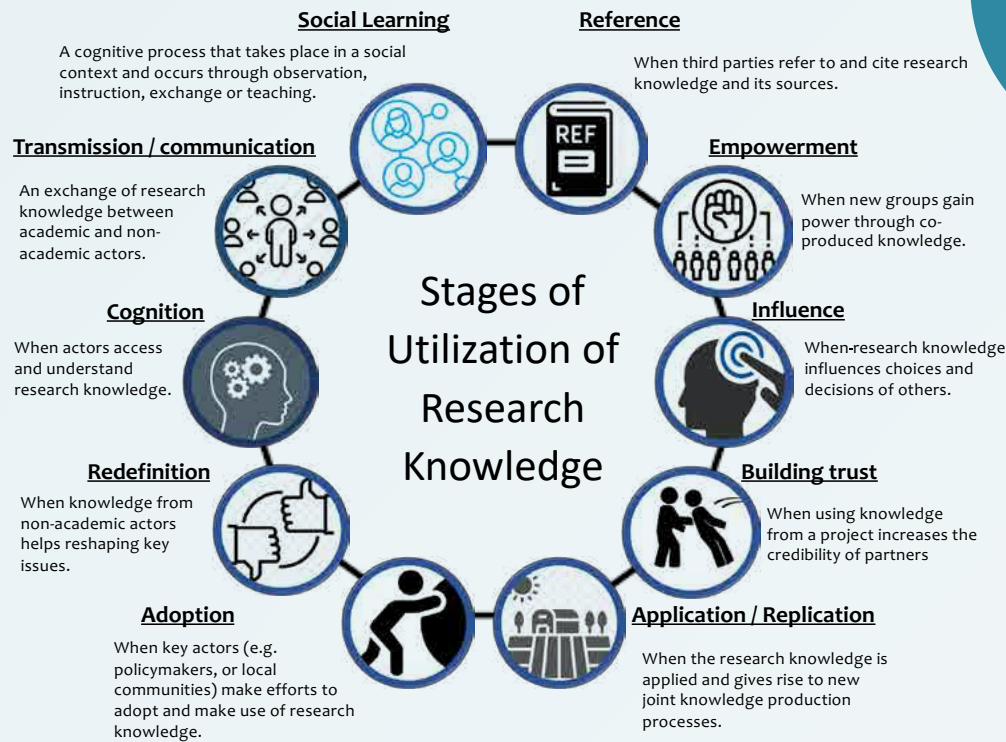 Social Learning
A cognitive process that takes place in a social
context and occurs through observation,
instruction, exchange or teaching.
Reference
When third parties refer to and cite research
knowledge and its sources.
REF
Transmission / communication
An exchange of research
knowledge between
academic and non-
academic actors.
Empowerment
When new groups gain
power through co-
produced knowledge.
Stages of
Utilization of
Research
Knowledge
Cognition
When actors access
and understand
research knowledge.
Influence
When-research knowledge
influences choices and
decisions of others.
Redefinition
When knowledge from
non-academic actors
helps reshaping key
issues.
Building trust
When using knowledge
from a project increases the
credibility of partners
Adoption
When key actors (e.g.
policymakers, or local
communities) make efforts to
adopt and make use of research
knowledge.
Application / Replication
When the research knowledge is
applied and gives rise to new
joint knowledge production
processes.